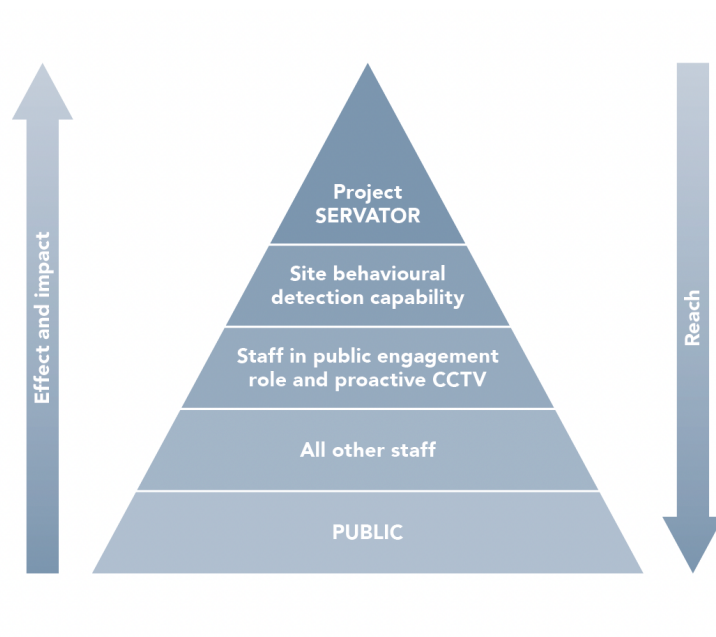 Project
SERVATOR
Site behavioural
detection capability
Staff in public engagement
role and proactive CCTV
All other staff
PUBLIC
Effect and impact
Reach